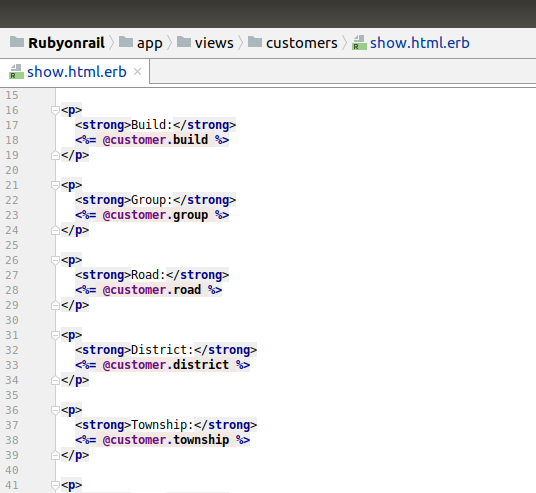 Rubyonrail app views customers show.html.erb
show.html.erb ×
15
16 <p>
17 <strong>Build:</strong>
18 <%= @customer.build %>
19 </p>
20
21 <p>
22 <strong>Group:</strong>
23 <%= @customer.group %>
24 </p>
25
26 <p>
27 <strong>Road:</strong>
28 <%= @customer.road %>
29 </p>
30
31 <p>
32 <strong>District:</strong>
33 <%= @customer.district %>
34 </p>
35
36 <p>
37 <strong>Township:</strong>
38 <%= @customer.township %>
39 </p>
40
41 <p>